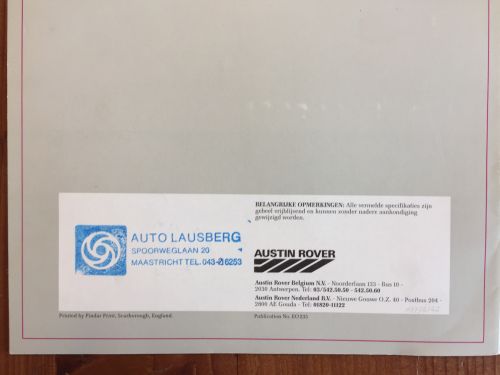 BELANGRIJKE OPMERKINGEN: Alle vermelde specifikaties zijn
geheel vrijblijvend en kunnen zonder nadere aankondiging
gewijzigd worden.
AUTO LAUSBERG
SPOORWEGLAAN 20
MAASTRICHT TEL. 043-216253
AUSTIN ROVER
Austin Rover Belgium N.V. - Noorderlaan 133 - Bus 10 -
2030 Antwerpen. Tel: 03/542.50.50 - 542.50.60
Austin Rover Nederland B.V. - Nieuwe Gouwe O.Z. 40 - Postbus 204 -
2800 AE Gouda - Tel: 01820-11122
Printed by Pindar Print, Scarborough, England.
Publication No. EO 235